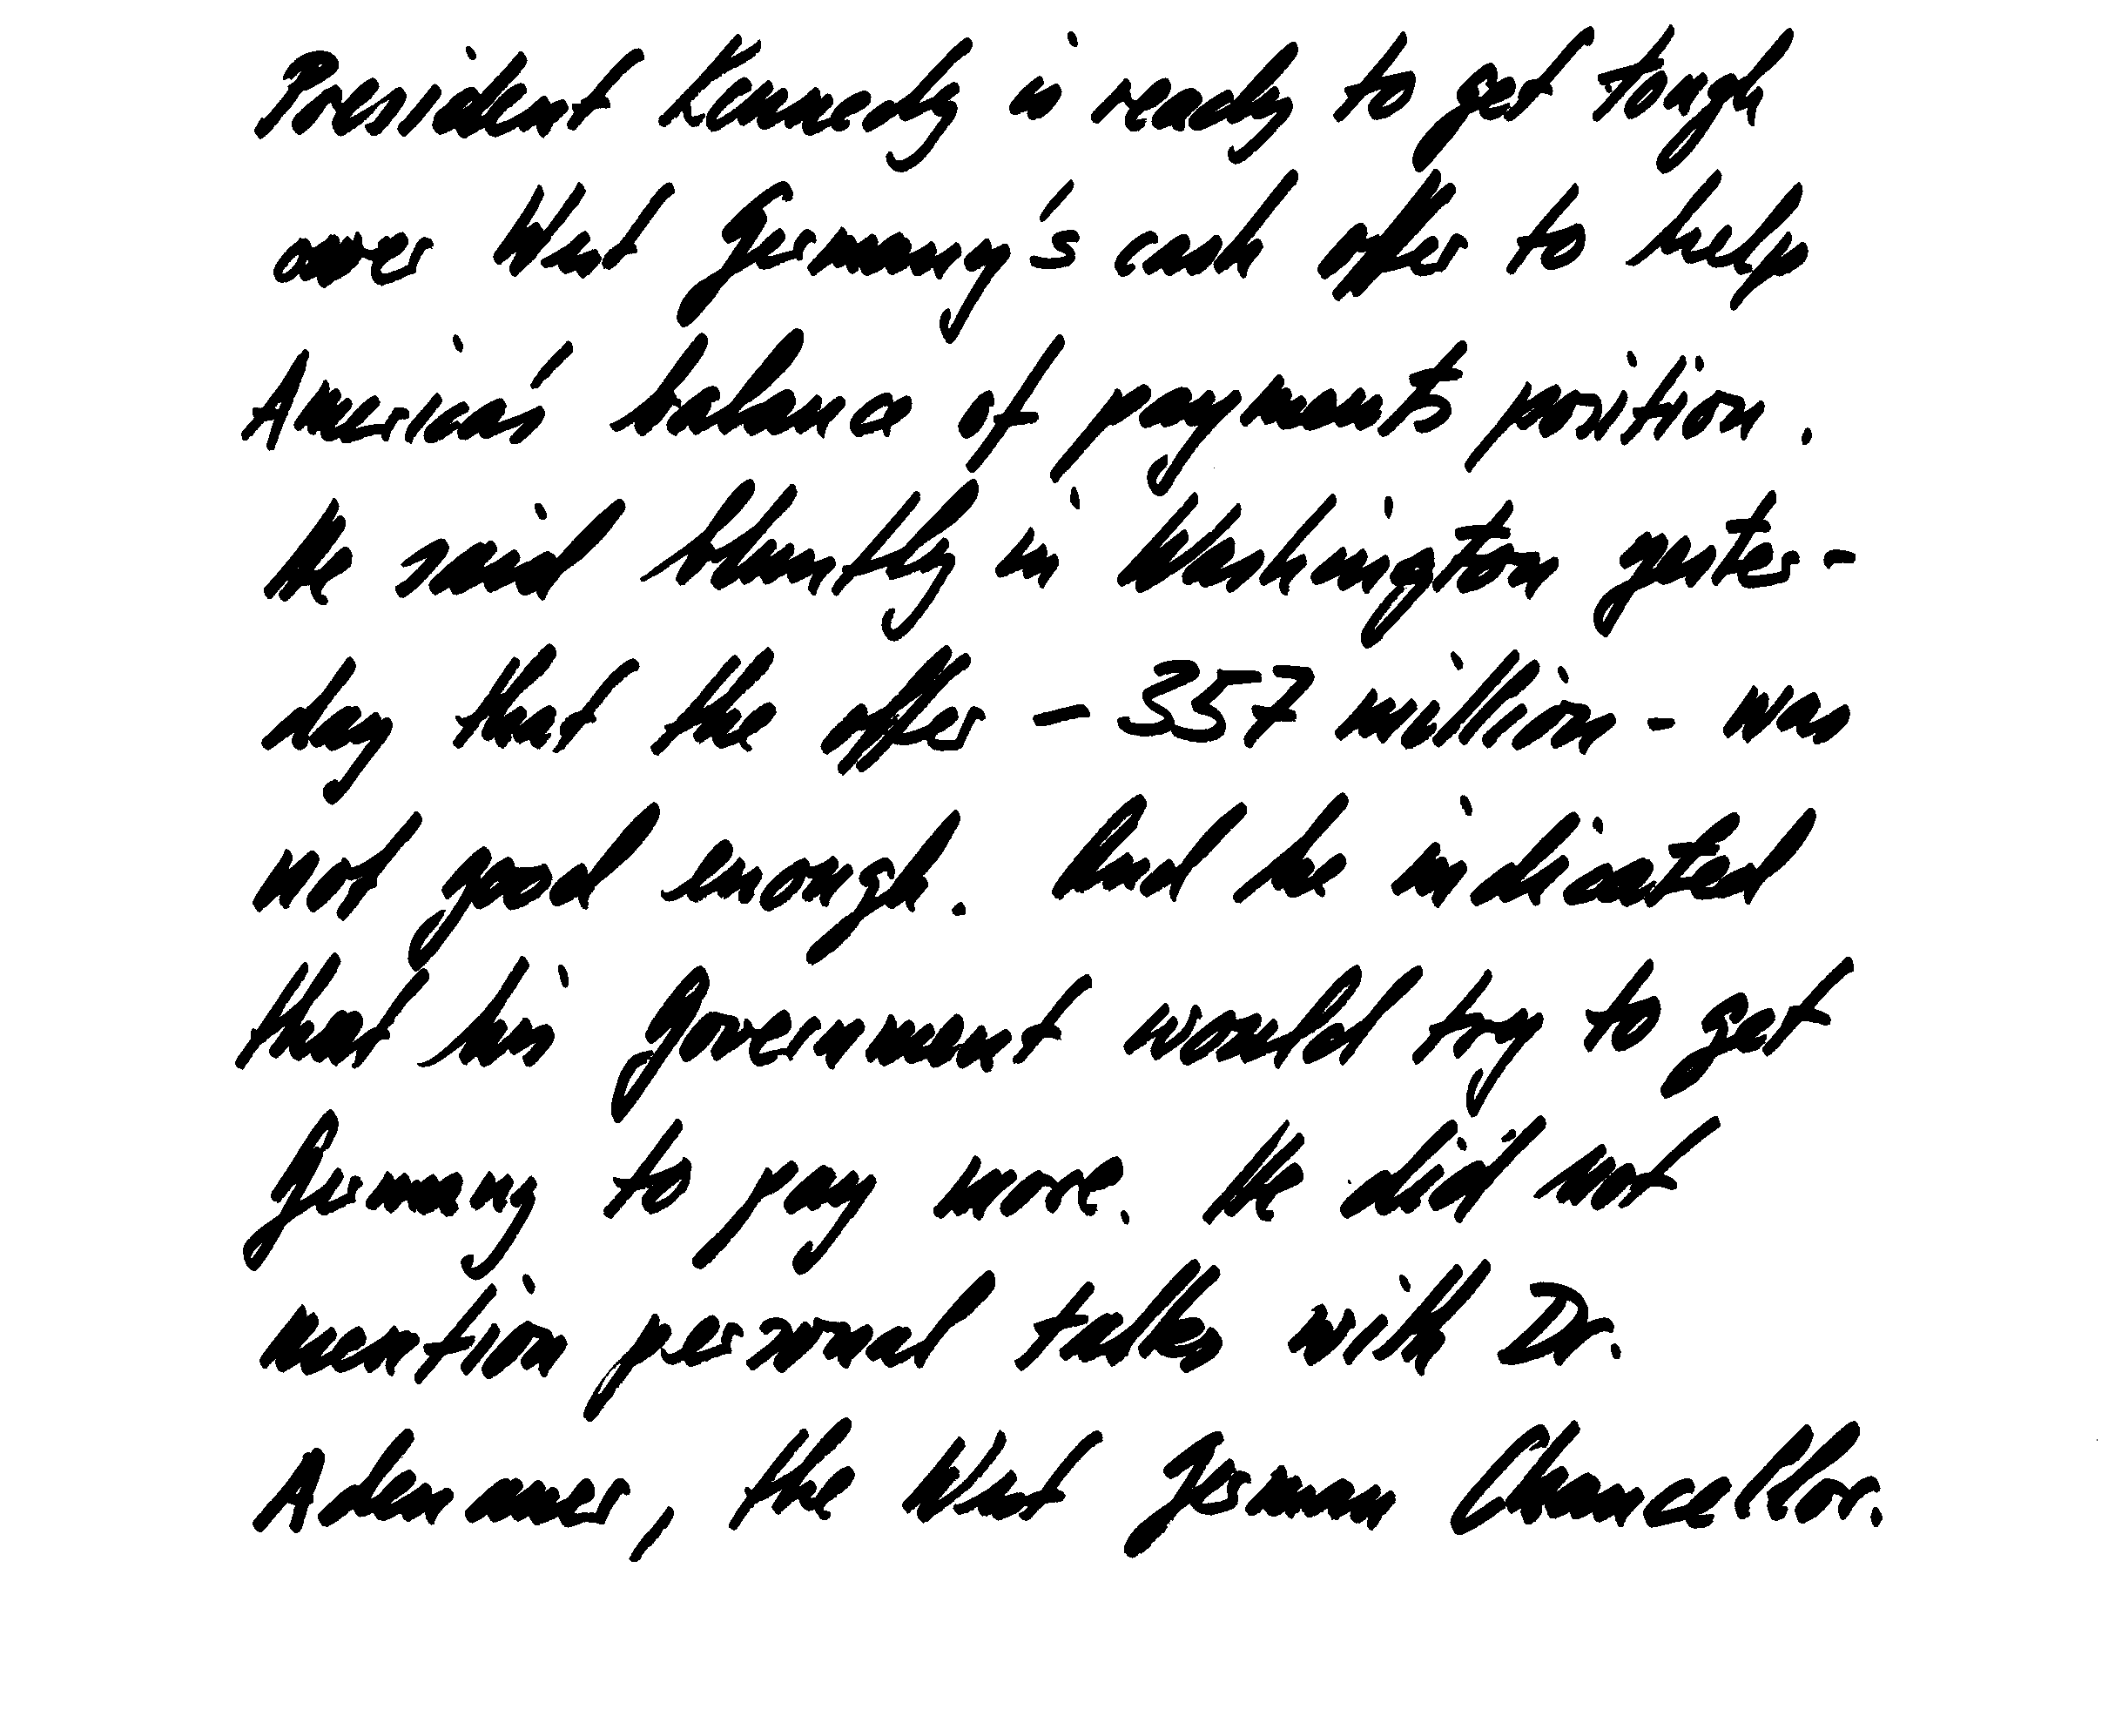 President Kennedy is ready to get tough
over West Germany's cash offer to help
America's balance of payments position.
He said bluntly in Washington yester-
day that the offer - 357 million - was
not good enough. And he indicated
that his Government would try to get
Germany to pay more. He did not
mention personal talks with Dr.
Adenauer, the West German Chancellor.